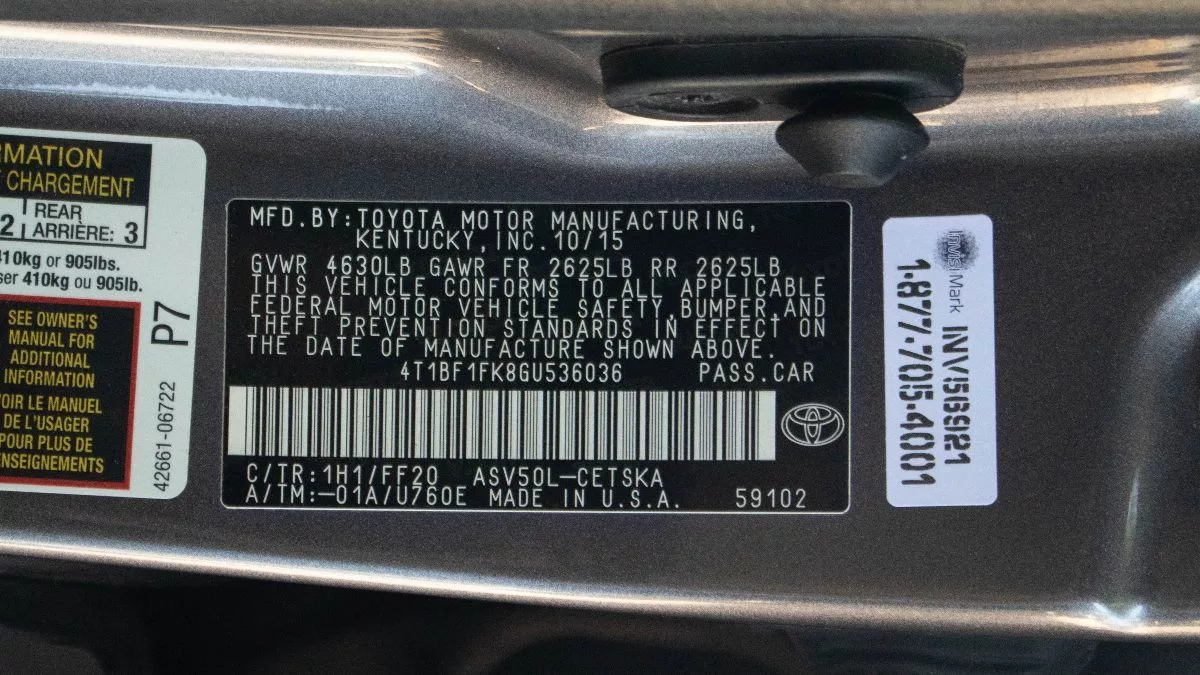 RMATION
CHARGEMENT
2 REAR
ARRIÈRE: 3
410kg or 905lbs.
ser 410kg ou 905lb.
SEE OWNER'S
MANUAL FOR
ADDITIONAL
INFORMATION
OIR LE MANUEL
DE L'USAGER
POUR PLUS DE
ENSEIGNEMENTS
P7
42661-06722
MFD.BY:TOYOTA MOTOR MANUFACTURING,
KENTUCKY,INC.10/15
GVWR 4630LB GAWR FR 2625LB RR 2625LB
THIS VEHICLE CONFORMS TO ALL APPLICABLE
FEDERAL MOTOR VEHICLE SAFETY,BUMPER,AND
THEFT PREVENTION STANDARDS IN EFFECT ON
THE DATE OF MANUFACTURE SHOWN ABOVE.
4T1BF1FK8GU536036 PASS.CAR
C/TR:1H1/FF20 ASV50L-CETSKA
A/TM:-01A/U760E MADE IN U.S.A. 59102
InvisiMark INV56921
1-877-705-4001